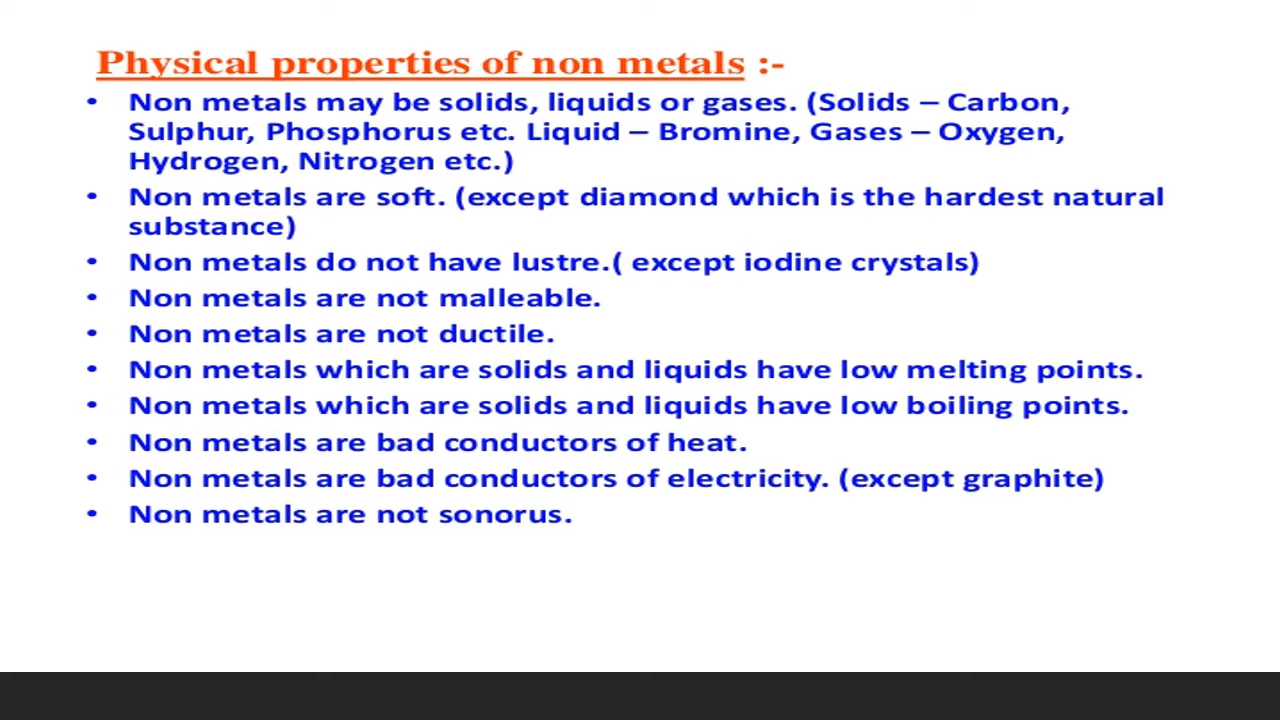 Physical properties of non metals :-
• Non metals may be solids, liquids or gases. (Solids – Carbon,
Sulphur, Phosphorus etc. Liquid – Bromine, Gases – Oxygen,
Hydrogen, Nitrogen etc.)
• Non metals are soft. (except diamond which is the hardest natural
substance)
• Non metals do not have lustre.( except iodine crystals)
• Non metals are not malleable.
• Non metals are not ductile.
• Non metals which are solids and liquids have low melting points.
• Non metals which are solids and liquids have low boiling points.
• Non metals are bad conductors of heat.
• Non metals are bad conductors of electricity. (except graphite)
• Non metals are not sonorus.